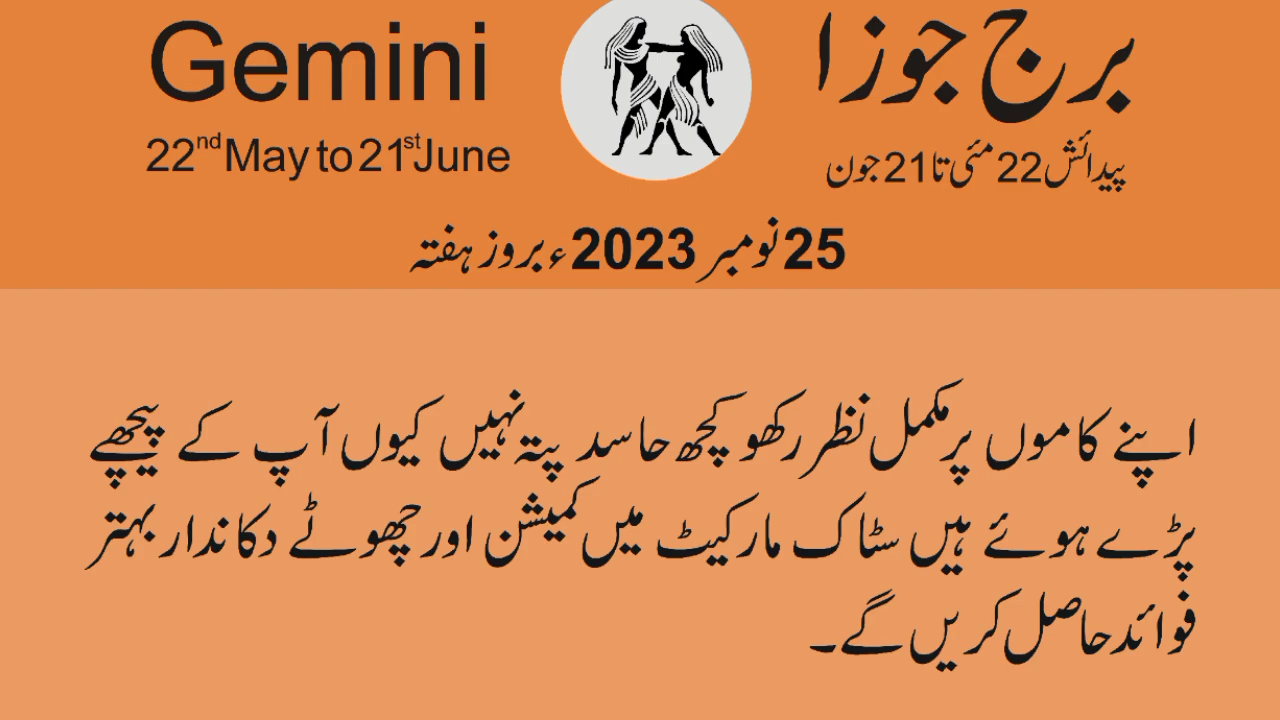 Gemini
22nd May to 21st June
برج جوزا
پیدائش 22 مئی تا 21 جون
25 نومبر 2023ء بروز ہفتہ
اپنے کاموں پر مکمل نظر رکھو کچھ حاسد پتہ نہیں کیوں آپ کے پیچھے
پڑے ہوئے ہیں سٹاک مارکیٹ میں کمیشن اور چھوٹے دکاندار بہتر
فوائد حاصل کریں گے۔